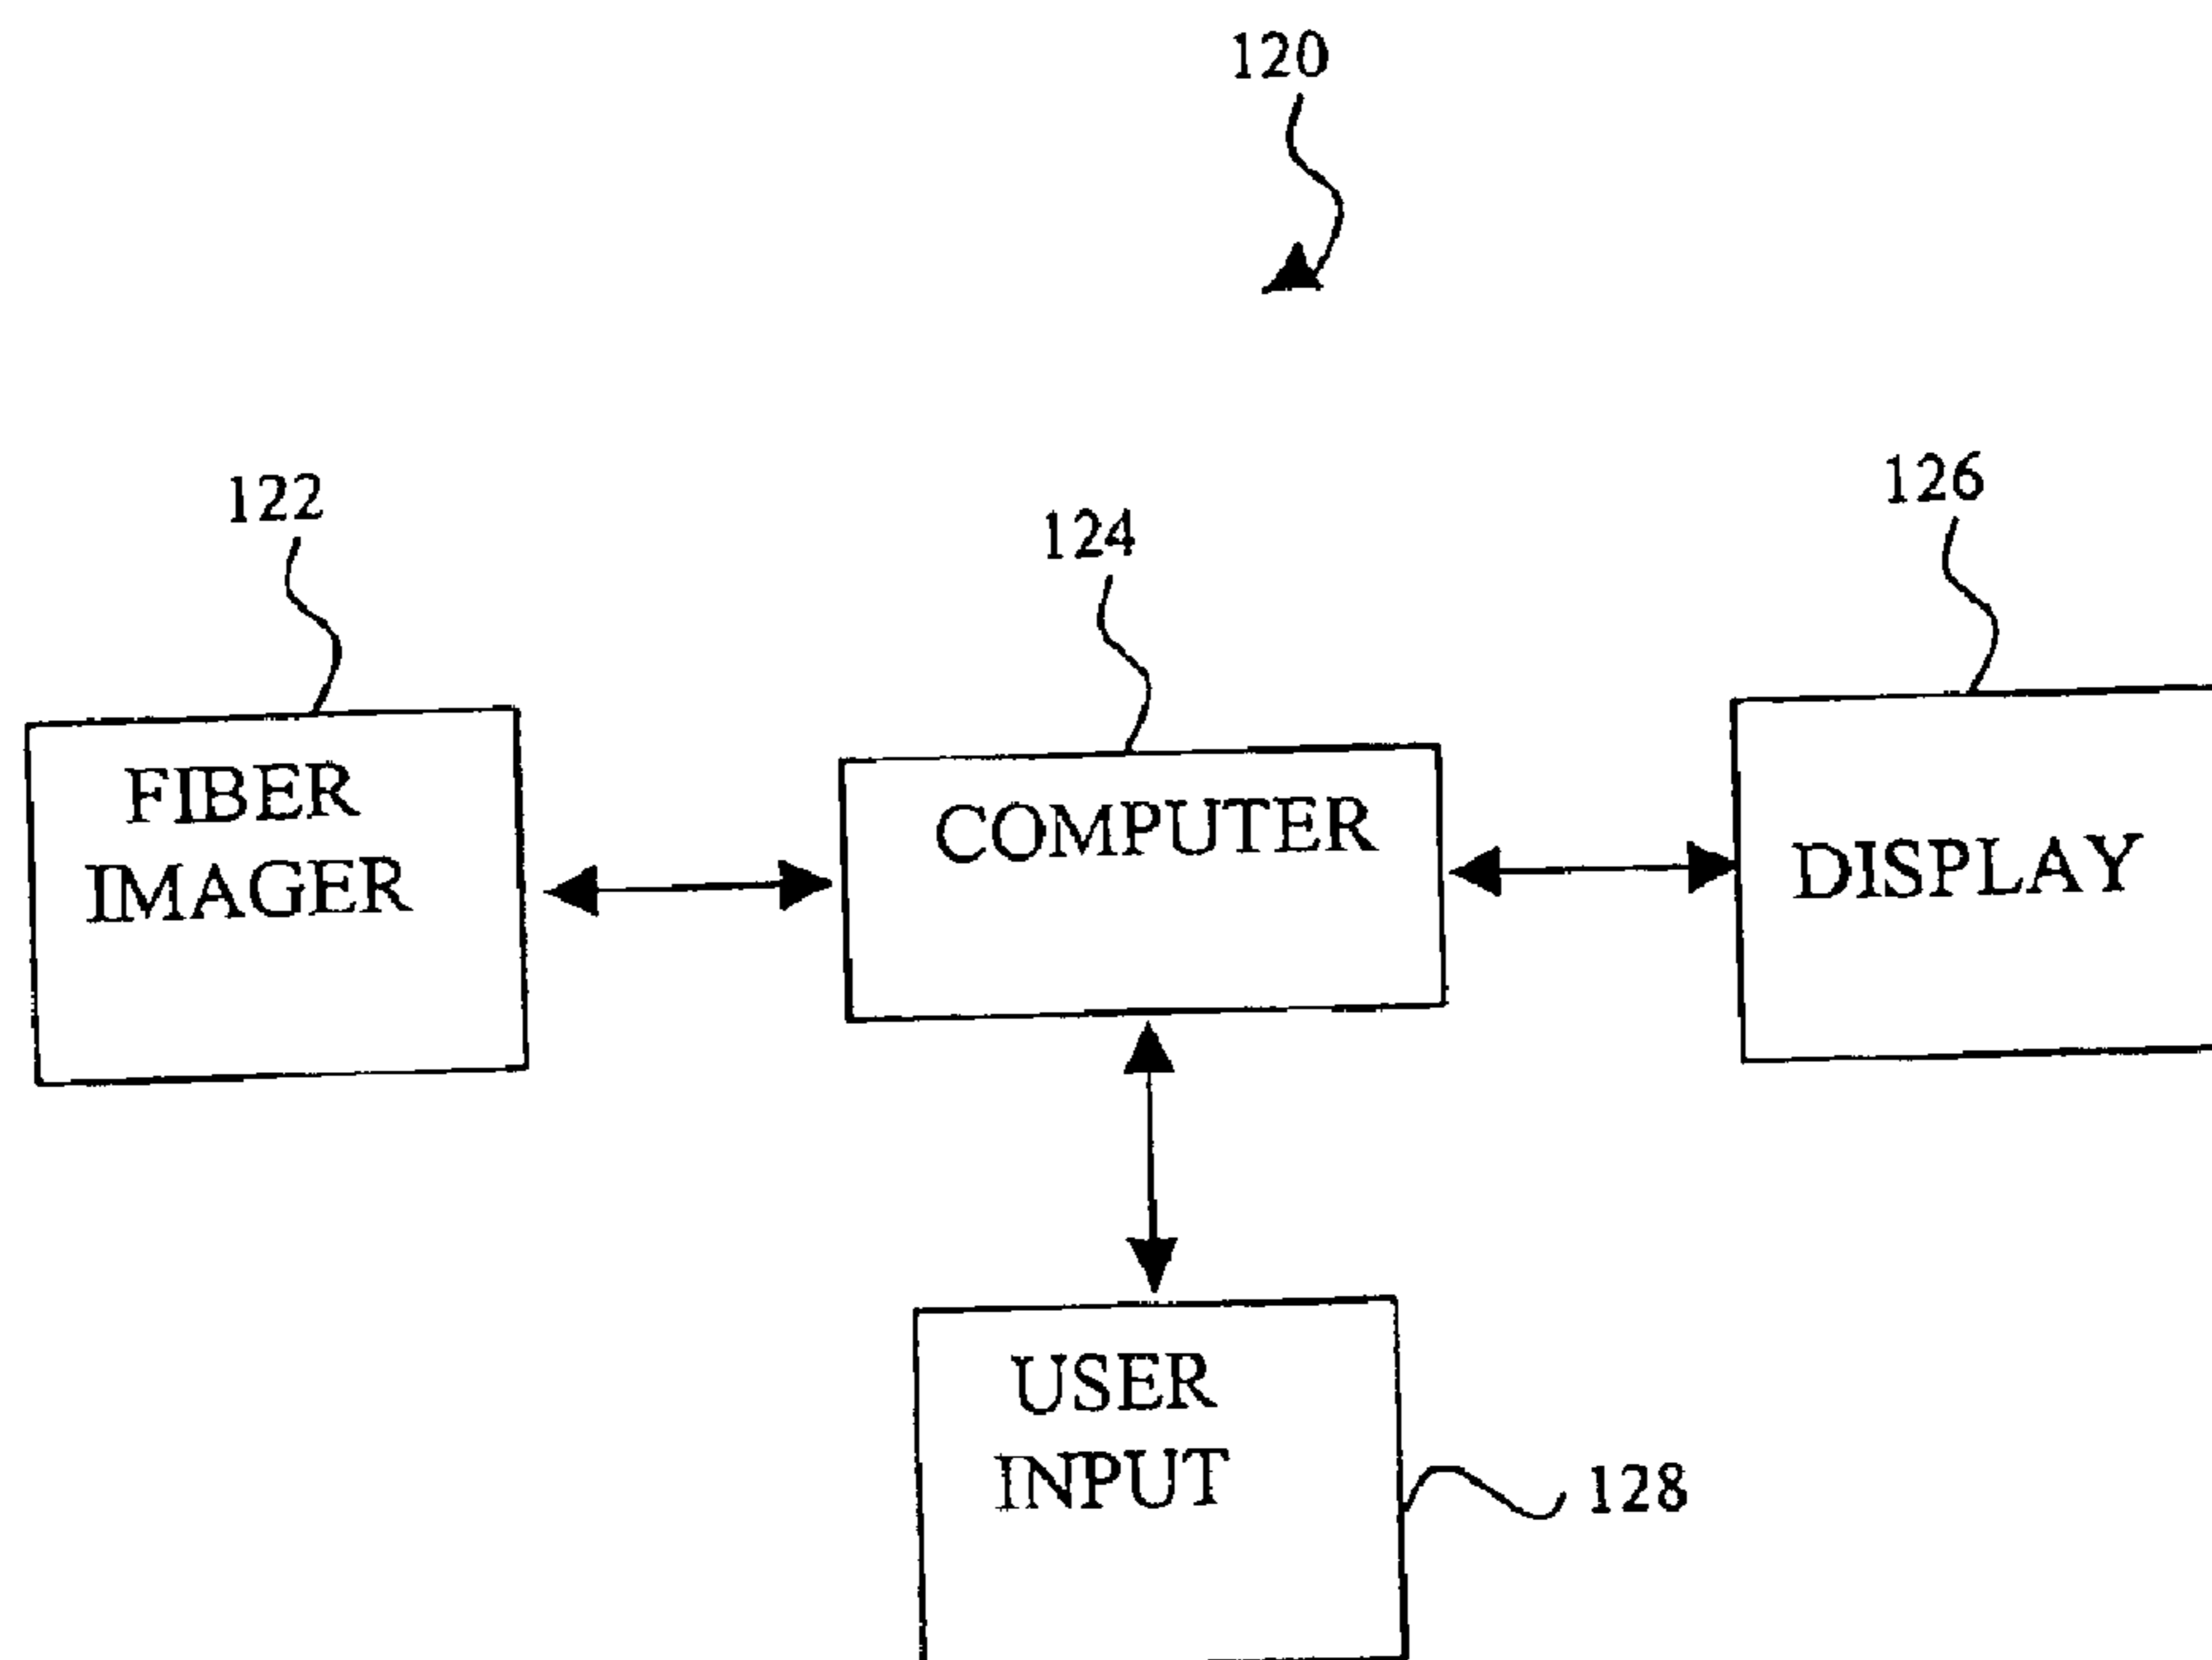 120
122
124
126
FIBER
IMAGER
COMPUTER
DISPLAY
USER
INPUT
128